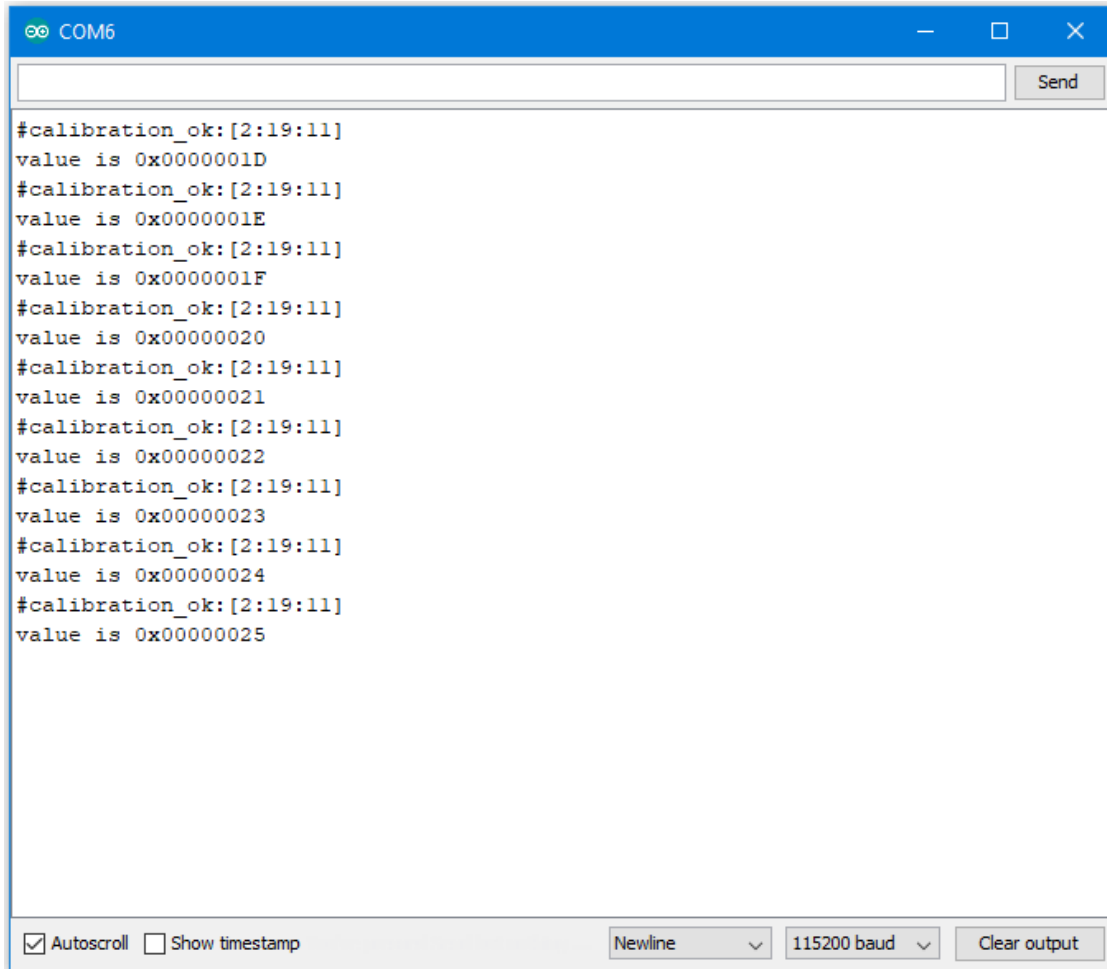 COM6
Send
#calibration_ok:[2:19:11]
value is 0x0000001D
#calibration_ok:[2:19:11]
value is 0x0000001E
#calibration_ok:[2:19:11]
value is 0x0000001F
#calibration_ok:[2:19:11]
value is 0x00000020
#calibration_ok:[2:19:11]
value is 0x00000021
#calibration_ok:[2:19:11]
value is 0x00000022
#calibration_ok:[2:19:11]
value is 0x00000023
#calibration_ok:[2:19:11]
value is 0x00000024
#calibration_ok:[2:19:11]
value is 0x00000025
Autoscroll Show timestamp Newline 115200 baud Clear output